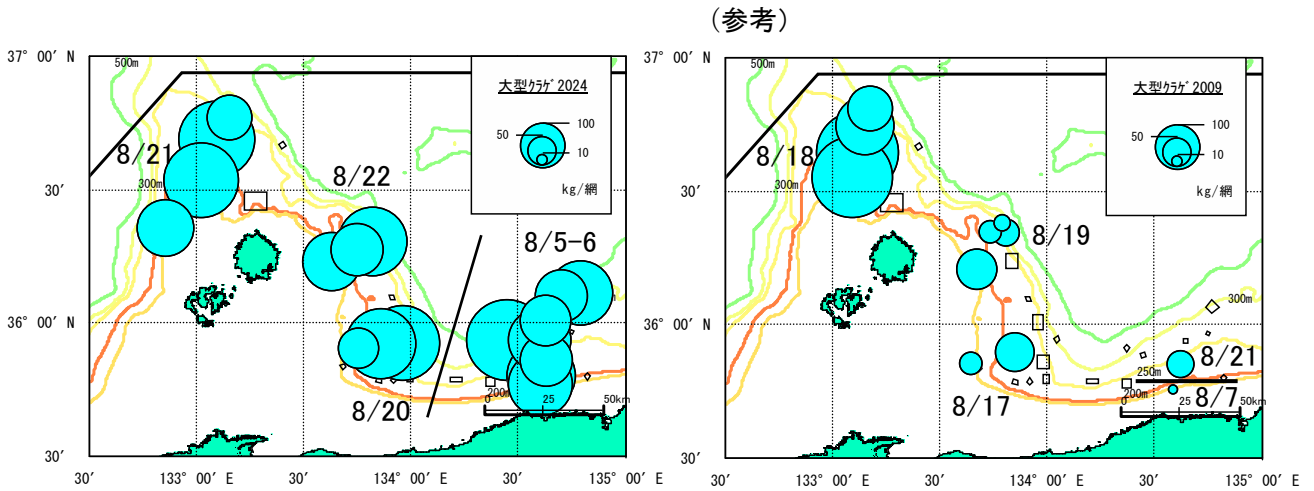 (参考)
37° 00′ N
500m
大型ｸﾗｹﾞ2024
100
50
10
kg/網
8/21
300m
30′
8/22
8/5-6
36° 00′ N
8/20
200m
0
25
50km
30′
30′
133° 00′ E
30′
134° 00′ E
30′
135° 00′ E
37° 00′ N
500m
大型ｸﾗｹﾞ2009
100
50
10
kg/網
8/18
300m
30′
8/19
300m
36° 00′ N
8/21
250m
8/17
200m
8/7
0
25
50km
30′
30′
133° 00′ E
30′
134° 00′ E
30′
135° 00′ E